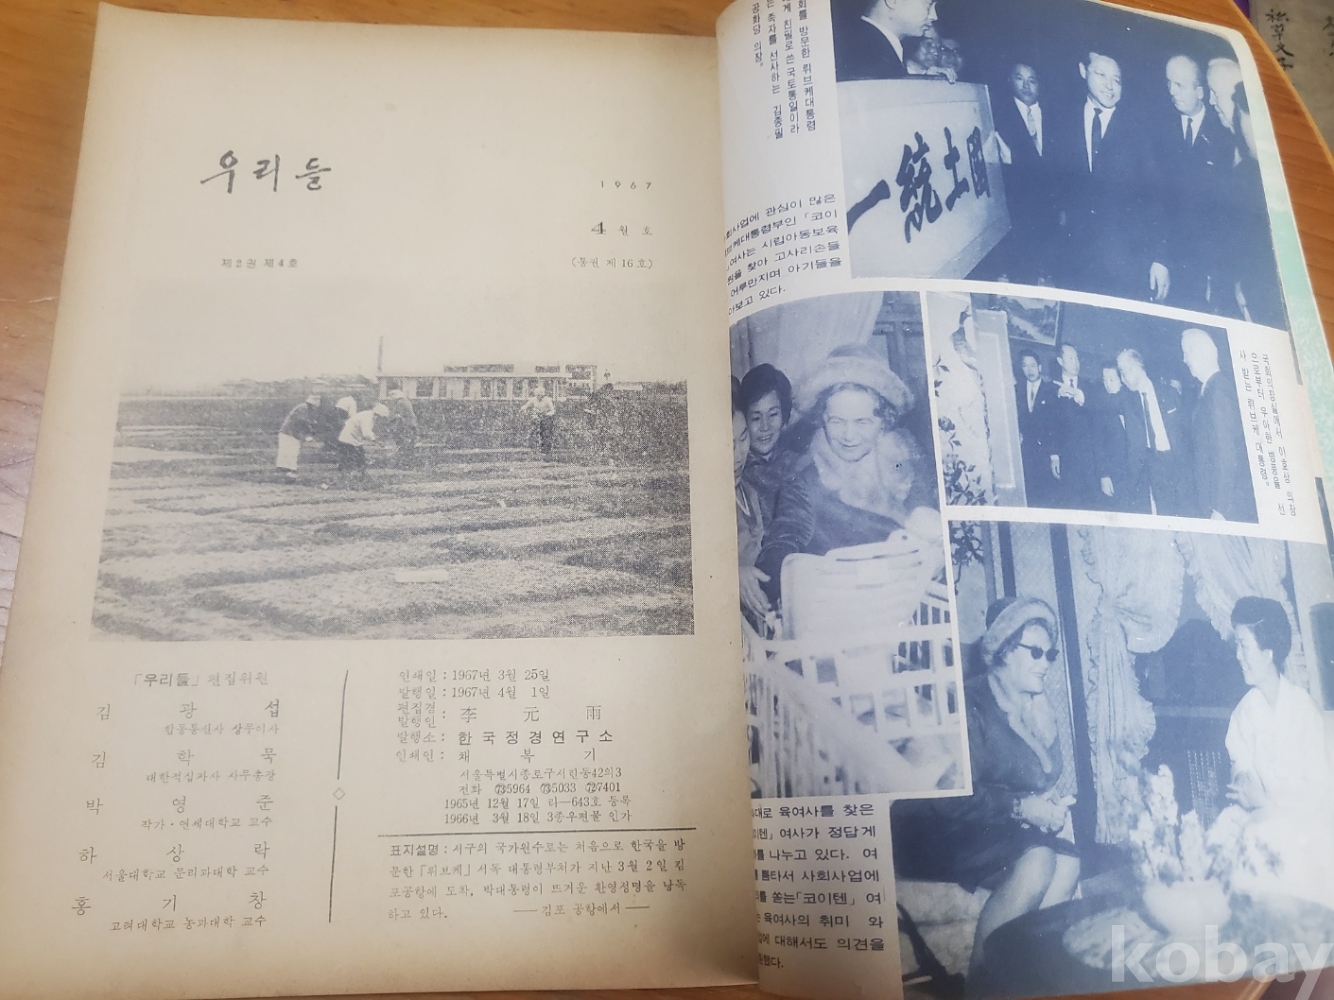 우리들
1967
4월호
제2권 제4호
(통권 제16호)
「우리들」 편집위원
김광섭
합동통신사 상무이사
김학묵
대한적십자사 사무총장
박영준
작가·연세대학교 교수
하상락
서울대학교 문리과대학 교수
홍기창
고려대학교 농과대학 교수
인쇄일 : 1967년 3월 25일
발행일 : 1967년 4월 1일
편집겸
발행인 : 李元雨
발행소 : 한국정경연구소
인쇄인 : 채복기
서울특별시종로구서린동42의3
전화 ㉓5964 ㉓5033 ㉒7401
1965년 12월 17일 라—643호 등록
1966년 3월 18일 3종우편물 인가
표지설명 : 서구의 국가원수로는 처음으로 한국을 방
문한 「뤼브케」 서독 대통령부처가 지난 3월 2일 김
포공항에 도착, 박대통령이 뜨거운 환영성명을 낭독
하고 있다. ——김포 공항에서——
회를 방문한 뤼브케대통령
게 친필로 쓴 국토통일이라
는 족자를 선사하는 김종필
공화당 의장.
一統土國
사업에 관심이 많은
케대통령부인 「코이
여사는 시립아동보육
원을 찾아 고사리손들
어루만지며 아기들을
아보고 있다.
국회의장실에서 이효상 의장
으로부터 우아한 병풍을 선
사 받는 뤼브케 대통령.
대로 육여사를 찾은
이텐」 여사가 정답게
를 나누고 있다. 여
틈타서 사회사업에
를 쏟는 「코이텐」 여
육여사의 취미 와
에 대해서도 의견을
했다.
kobay